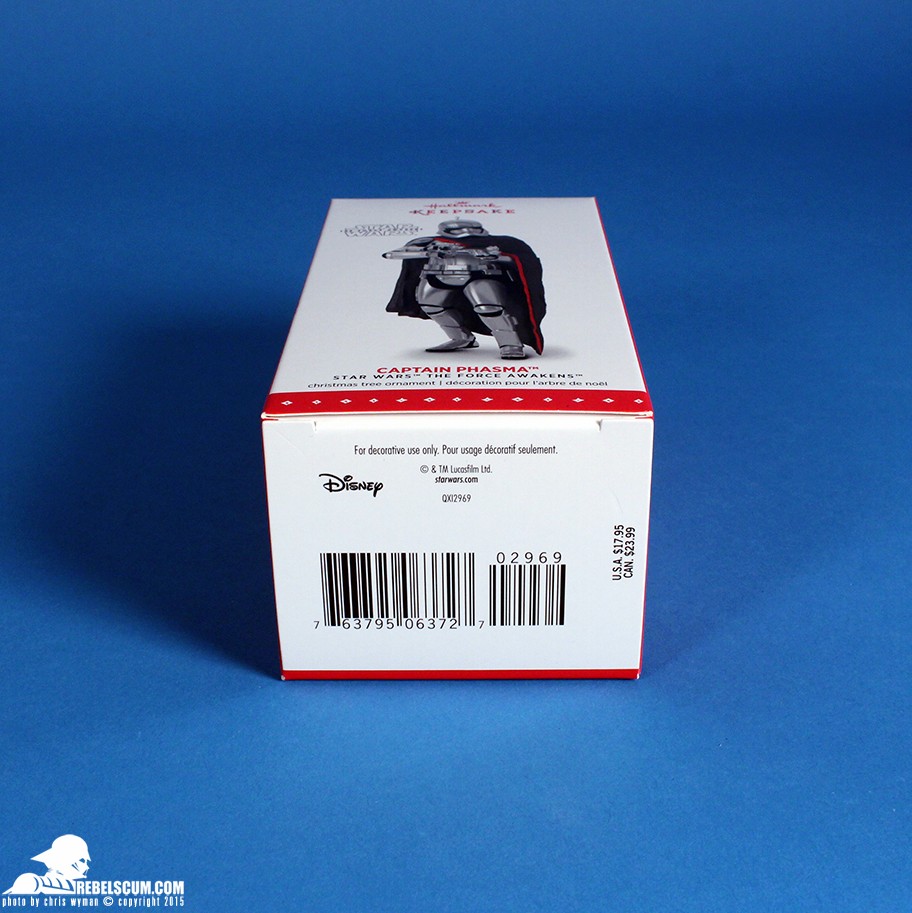 Hallmark
KEEPSAKE
STAR WARS
CAPTAIN PHASMA™
STAR WARS™ THE FORCE AWAKENS™
christmas tree ornament | décoration pour l'arbre de noël
For decorative use only. Pour usage décoratif seulement.
© & TM Lucasfilm Ltd.
starwars.com
Disney
QXI2969
U.S.A. $17.95
CAN. $23.99
02969
7 63795 06372 7
REBELSCUM.COM
photo by chris wyman © copyright 2015